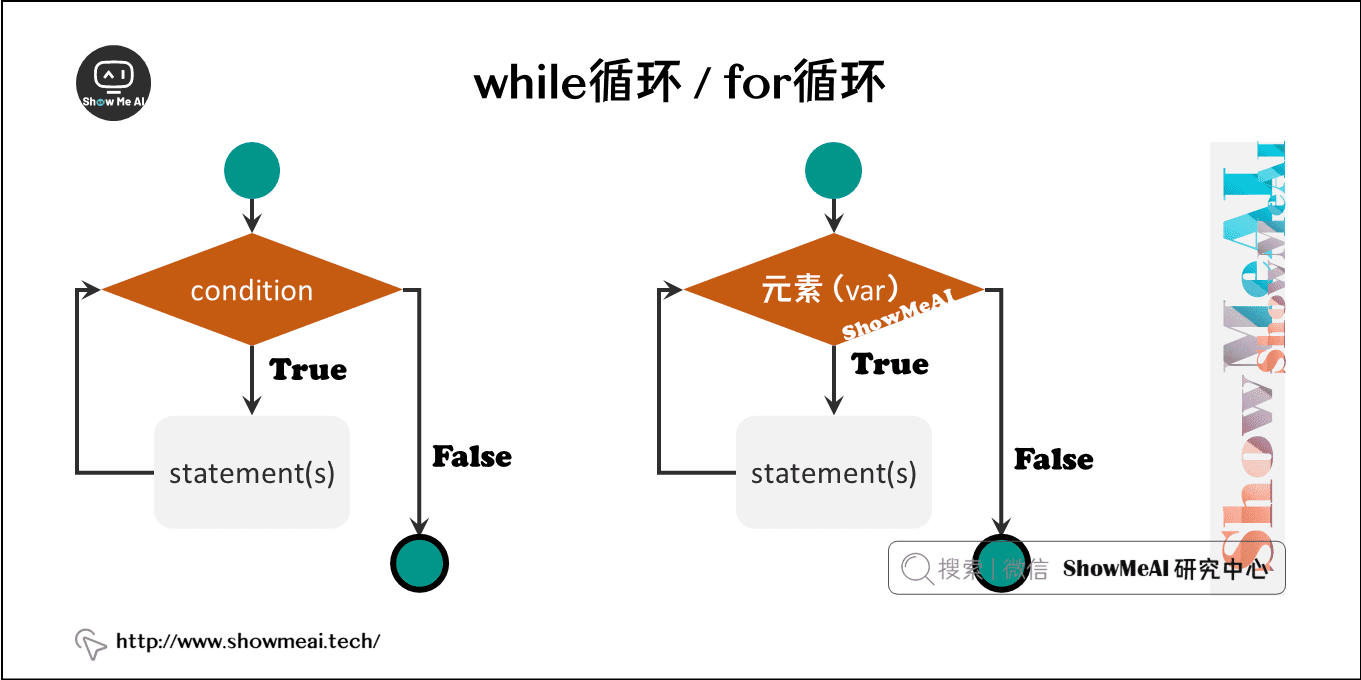 Show Me AI
while循环 / for循环
condition
True
False
statement(s)
元素（var）
ShowMeAI
True
False
statement(s)
ShowMeAI
ShowMeAI
搜索 | 微信 ShowMeAI 研究中心
http://www.showmeai.tech/